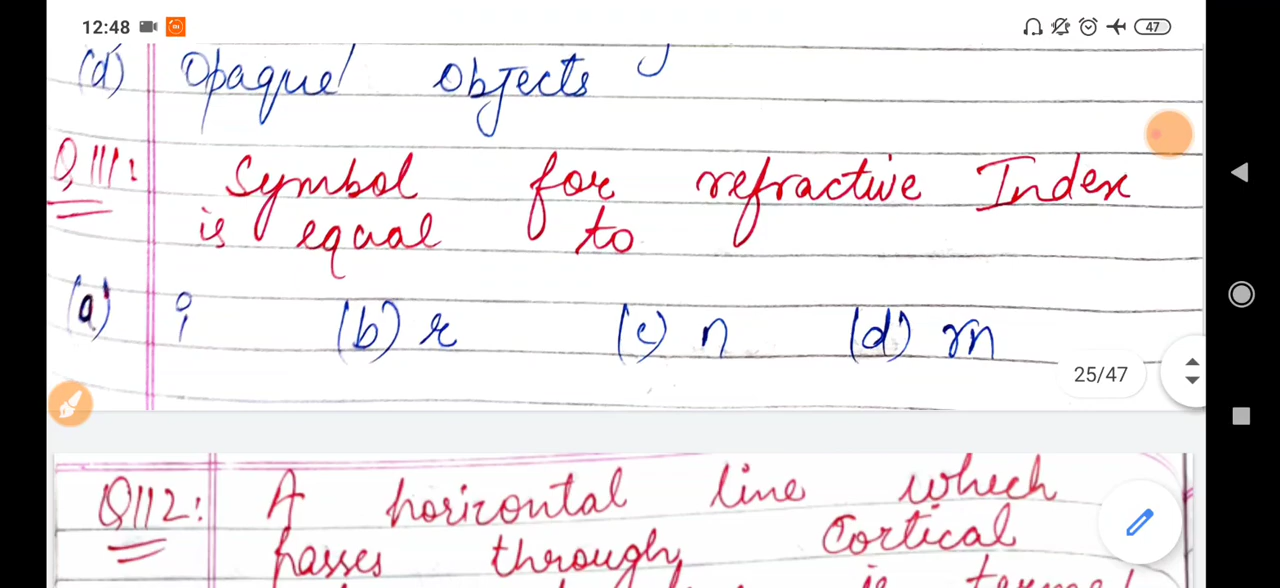 12:48 47
(d) Opaque Objects
Q111: Symbol for refractive Index
is equal to
(a) i (b) r (c) n (d) m
25/47
Q112: A horizontal line which
passes through Cortical
is